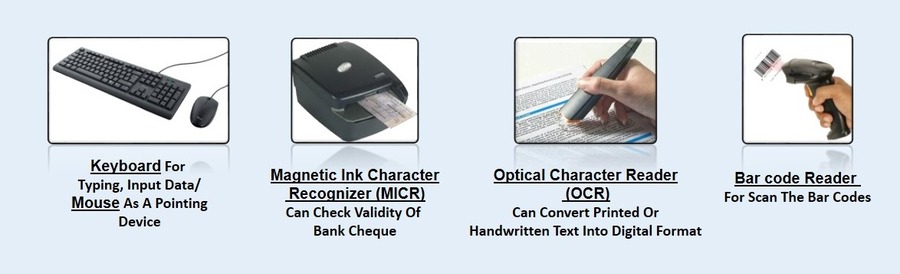 Keyboard For
Typing, Input Data/
Mouse As A Pointing
Device
Magnetic Ink Character
Recognizer (MICR)
Can Check Validity Of
Bank Cheque
Optical Character Reader
(OCR)
Can Convert Printed Or
Handwritten Text Into Digital Format
Bar code Reader
For Scan The Bar Codes